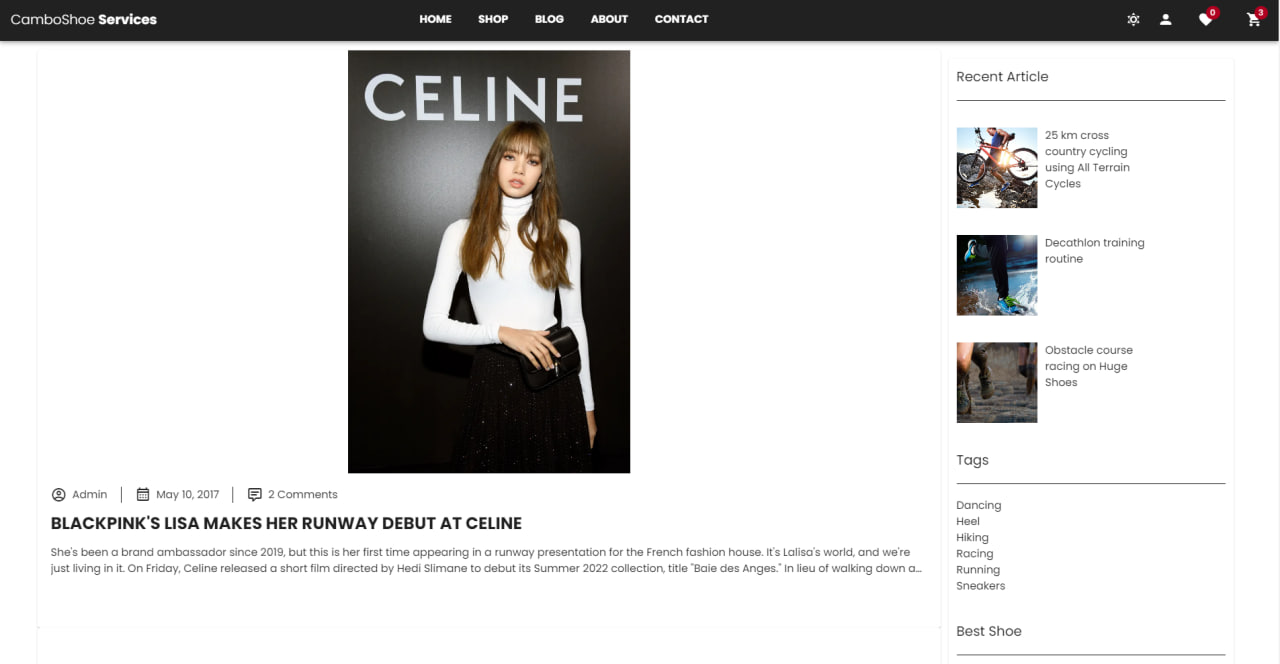 CamboShoe Services
HOME SHOP BLOG ABOUT CONTACT
0
3
CELINE
Admin
May 10, 2017
2 Comments
BLACKPINK'S LISA MAKES HER RUNWAY DEBUT AT CELINE
She's been a brand ambassador since 2019, but this is her first time appearing in a runway presentation for the French fashion house. It's Lalisa's world, and we're
just living in it. On Friday, Celine released a short film directed by Hedi Slimane to debut its Summer 2022 collection, title "Baie des Anges." In lieu of walking down a...
Recent Article
25 km cross
country cycling
using All Terrain
Cycles
Decathlon training
routine
Obstacle course
racing on Huge
Shoes
Tags
Dancing
Heel
Hiking
Racing
Running
Sneakers
Best Shoe